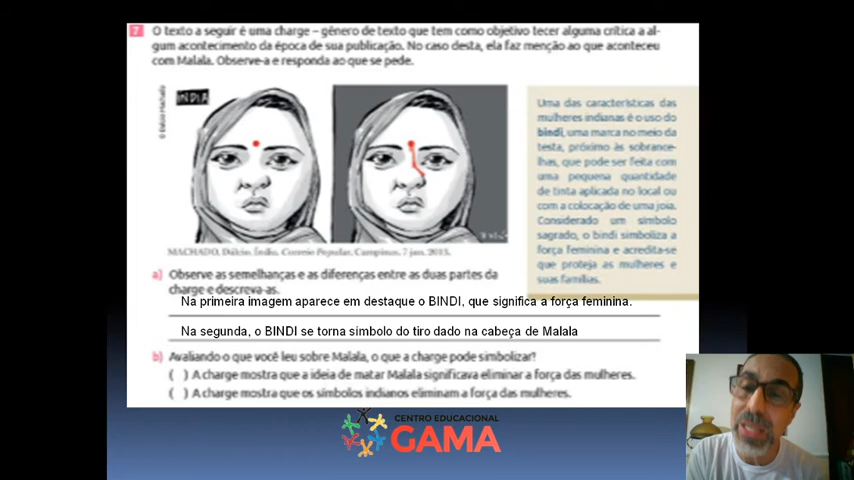 7 O texto a seguir é uma charge – gênero de texto que tem como objetivo tecer alguma crítica a al-
gum acontecimento da época de sua publicação. No caso desta, ela faz menção ao que aconteceu
com Malala. Observe-a e responda ao que se pede.
© Dálcio Machado
ÍNDIA
MACHADO, Dálcio. Índia. Correio Popular, Campinas, 7 jan. 2013.
Uma das características das
mulheres indianas é o uso do
bindi, uma marca no meio da
testa, próximo às sobrance-
lhas, que pode ser feita com
uma pequena quantidade
de tinta aplicada no local ou
com a colocação de uma joia.
Considerado um símbolo
sagrado, o bindi simboliza a
força feminina e acredita-se
que proteja as mulheres e
suas famílias.
a) Observe as semelhanças e as diferenças entre as duas partes da
charge e descreva-as.
Na primeira imagem aparece em destaque o BINDI, que significa a força feminina.
Na segunda, o BINDI se torna símbolo do tiro dado na cabeça de Malala
b) Avaliando o que você leu sobre Malala, o que a charge pode simbolizar?
( ) A charge mostra que a ideia de matar Malala significava eliminar a força das mulheres.
( ) A charge mostra que os símbolos indianos eliminam a força das mulheres.
CENTRO EDUCACIONAL
GAMA